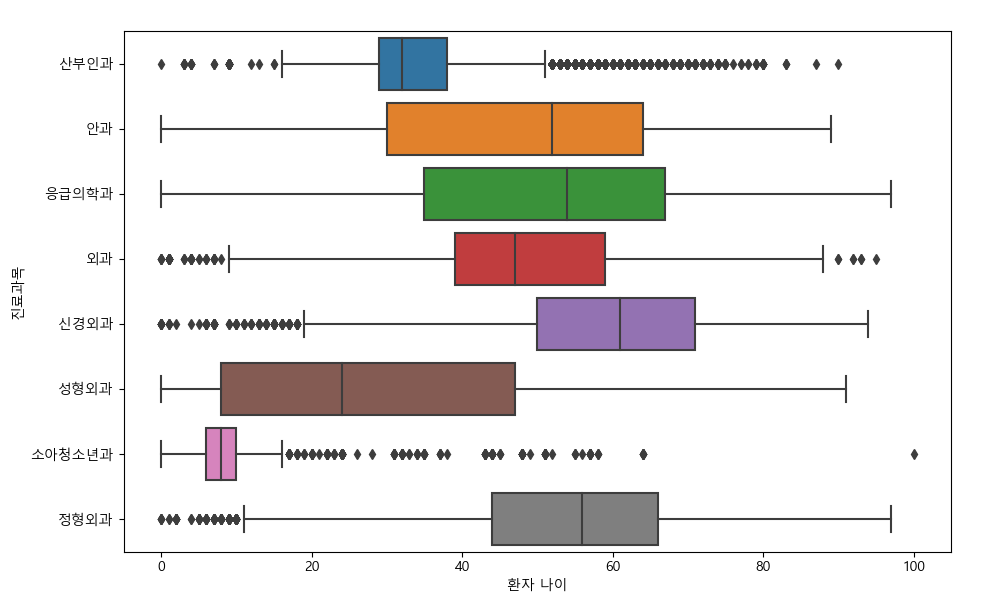 산부인과
안과
응급의학과
외과
신경외과
성형외과
소아청소년과
정형외과
진료과목
0 20 40 60 80 100
환자 나이